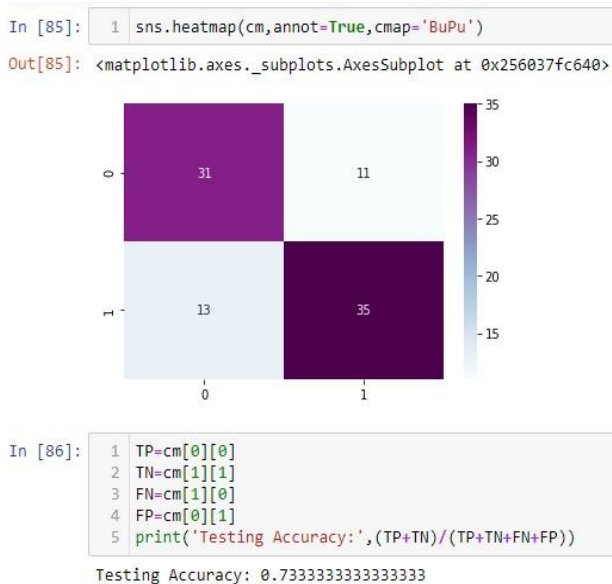 In [85]: 1 sns.heatmap(cm,annot=True,cmap='BuPu')
Out[85]: <matplotlib.axes._subplots.AxesSubplot at 0x256037fc640>
35
0 31 11
30
25
20
1 13 35
15
0 1
In [86]: 1 TP=cm[0][0]
2 TN=cm[1][1]
3 FN=cm[1][0]
4 FP=cm[0][1]
5 print('Testing Accuracy:',(TP+TN)/(TP+TN+FN+FP))
Testing Accuracy: 0.7333333333333333